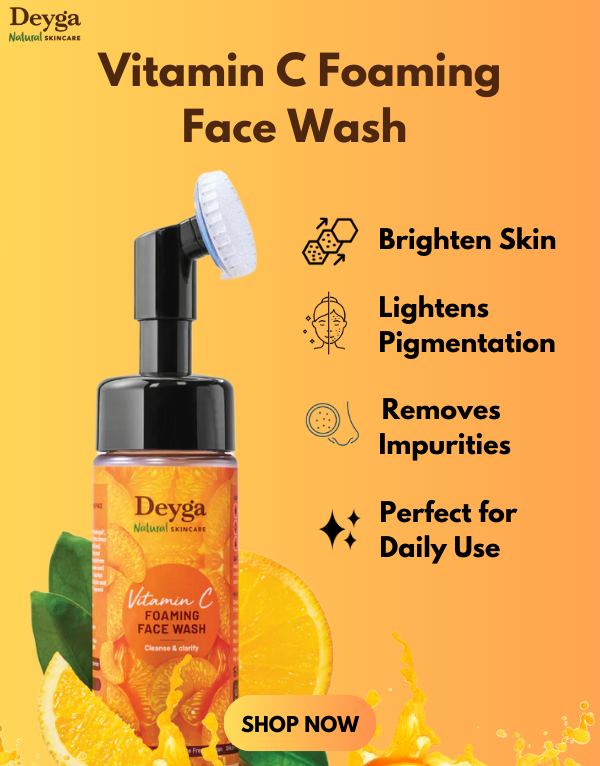 Deyga
Natural SKINCARE
Vitamin C Foaming
Face Wash
Brighten Skin
Lightens
Pigmentation
Removes
Impurities
Perfect for
Daily Use
Deyga
Natural SKINCARE
Vitamin C
FOAMING
FACE WASH
Cleanse & clarify
SHOP NOW